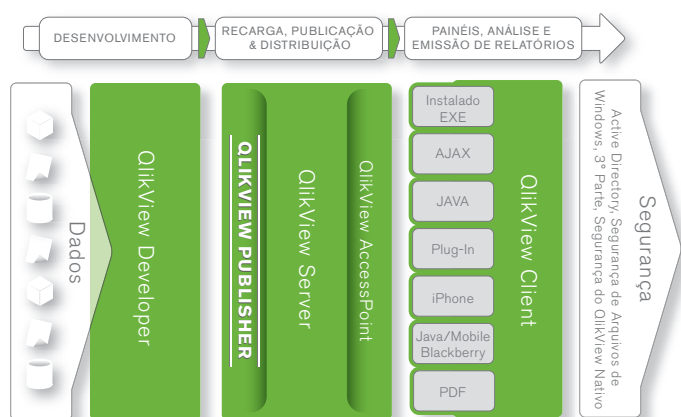 DESENVOLVIMENTO
RECARGA, PUBLICAÇÃO
& DISTRIBUIÇÃO
PAINÉIS, ANÁLISE E
EMISSÃO DE RELATÓRIOS
Dados
QlikView Developer
QLIKVIEW PUBLISHER
QlikView Server
QlikView AccessPoint
Instalado
EXE
AJAX
JAVA
Plug-In
iPhone
Java/Mobile
Blackberry
PDF
QlikView Client
Segurança
Active Directory, Segurança de Arquivos de
Windows, 3° Parte, Segurança do QlikView Nativo